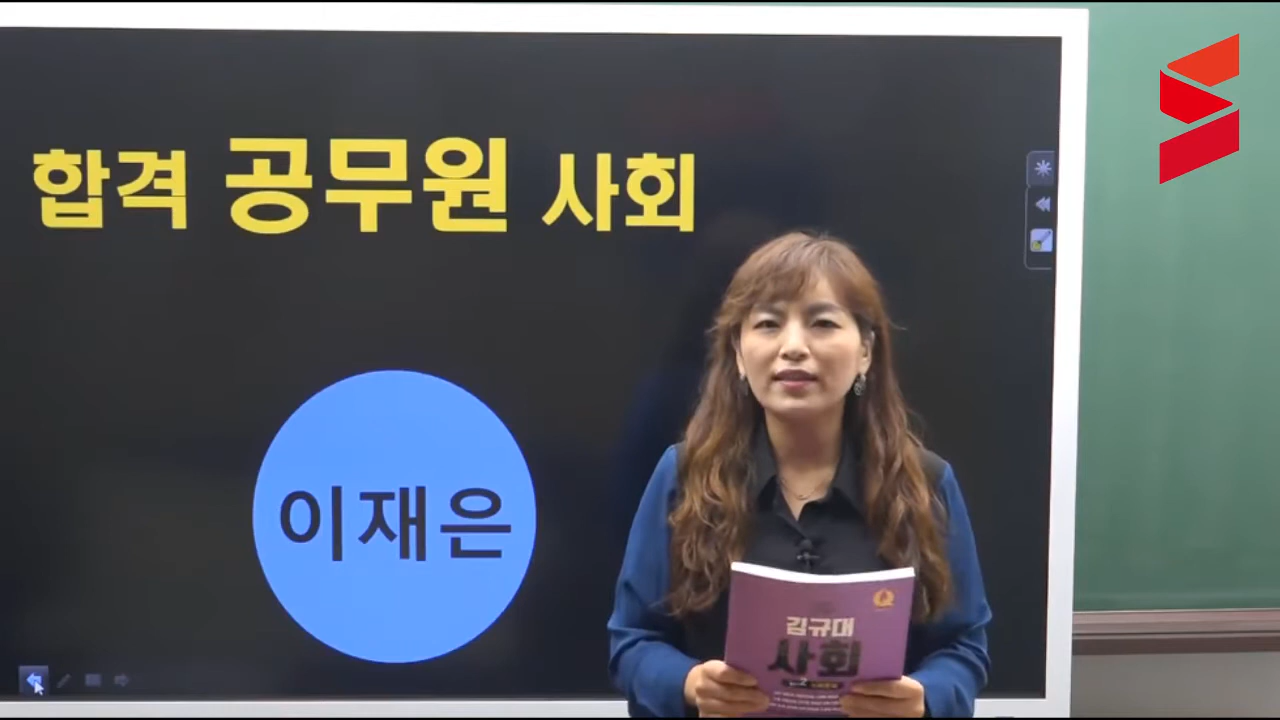 합격 공무원 사회
이재은
김규대
사회